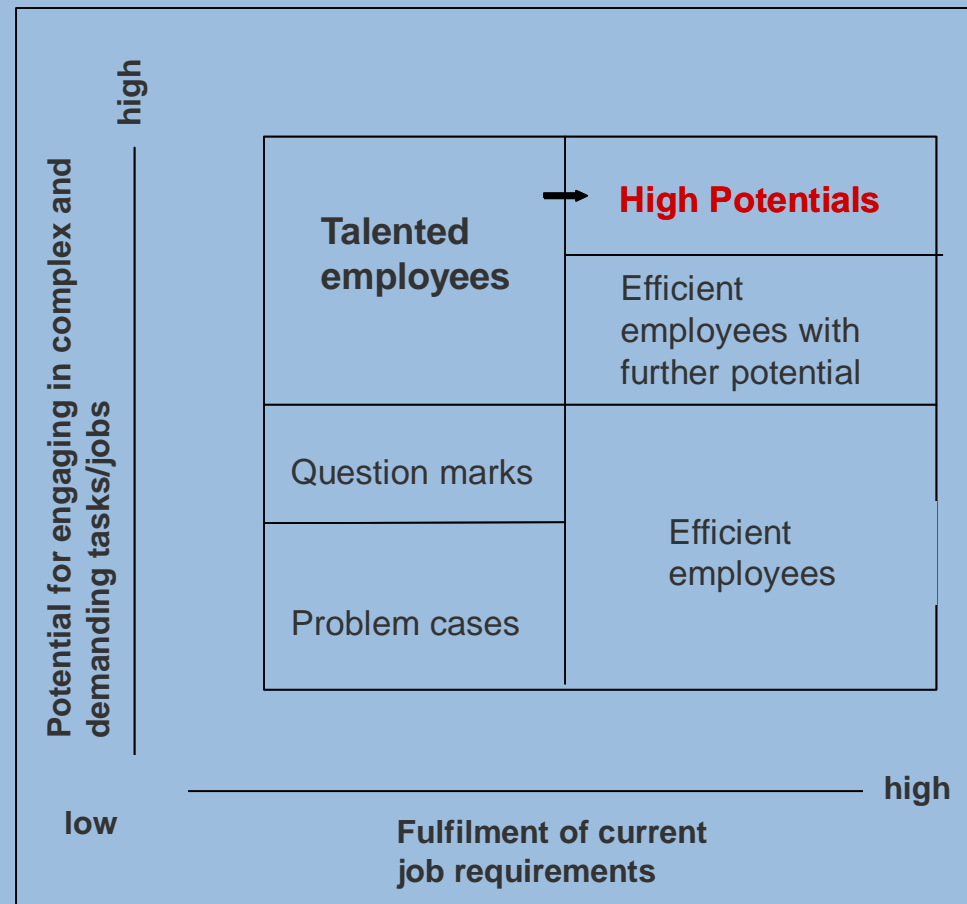 high
Potential for engaging in complex and
demanding tasks/jobs
Talented
employees
High Potentials
Efficient
employees with
further potential
Question marks
Problem cases
Efficient
employees
low
high
Fulfilment of current
job requirements